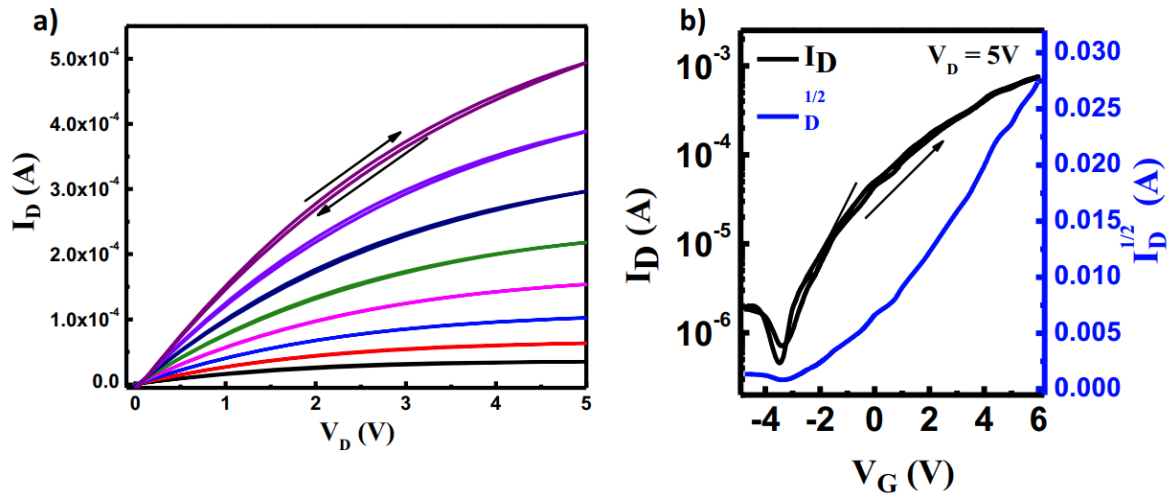 a)
I_D (A)
5.0x10⁻⁴
4.0x10⁻⁴
3.0x10⁻⁴
2.0x10⁻⁴
1.0x10⁻⁴
0.0
0 1 2 3 4 5
V_D (V)
b)
I_D
1/2
D
V_D = 5V
I_D (A)
10⁻³
10⁻⁴
10⁻⁵
10⁻⁶
0.030
0.025
0.020
0.015
0.010
0.005
0.000
I_D^1/2 (A)
-4 -2 0 2 4 6
V_G (V)